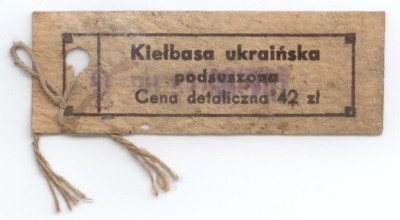 Kiełbasa ukraińska
podsuszona
Cena detaliczna 42 zł